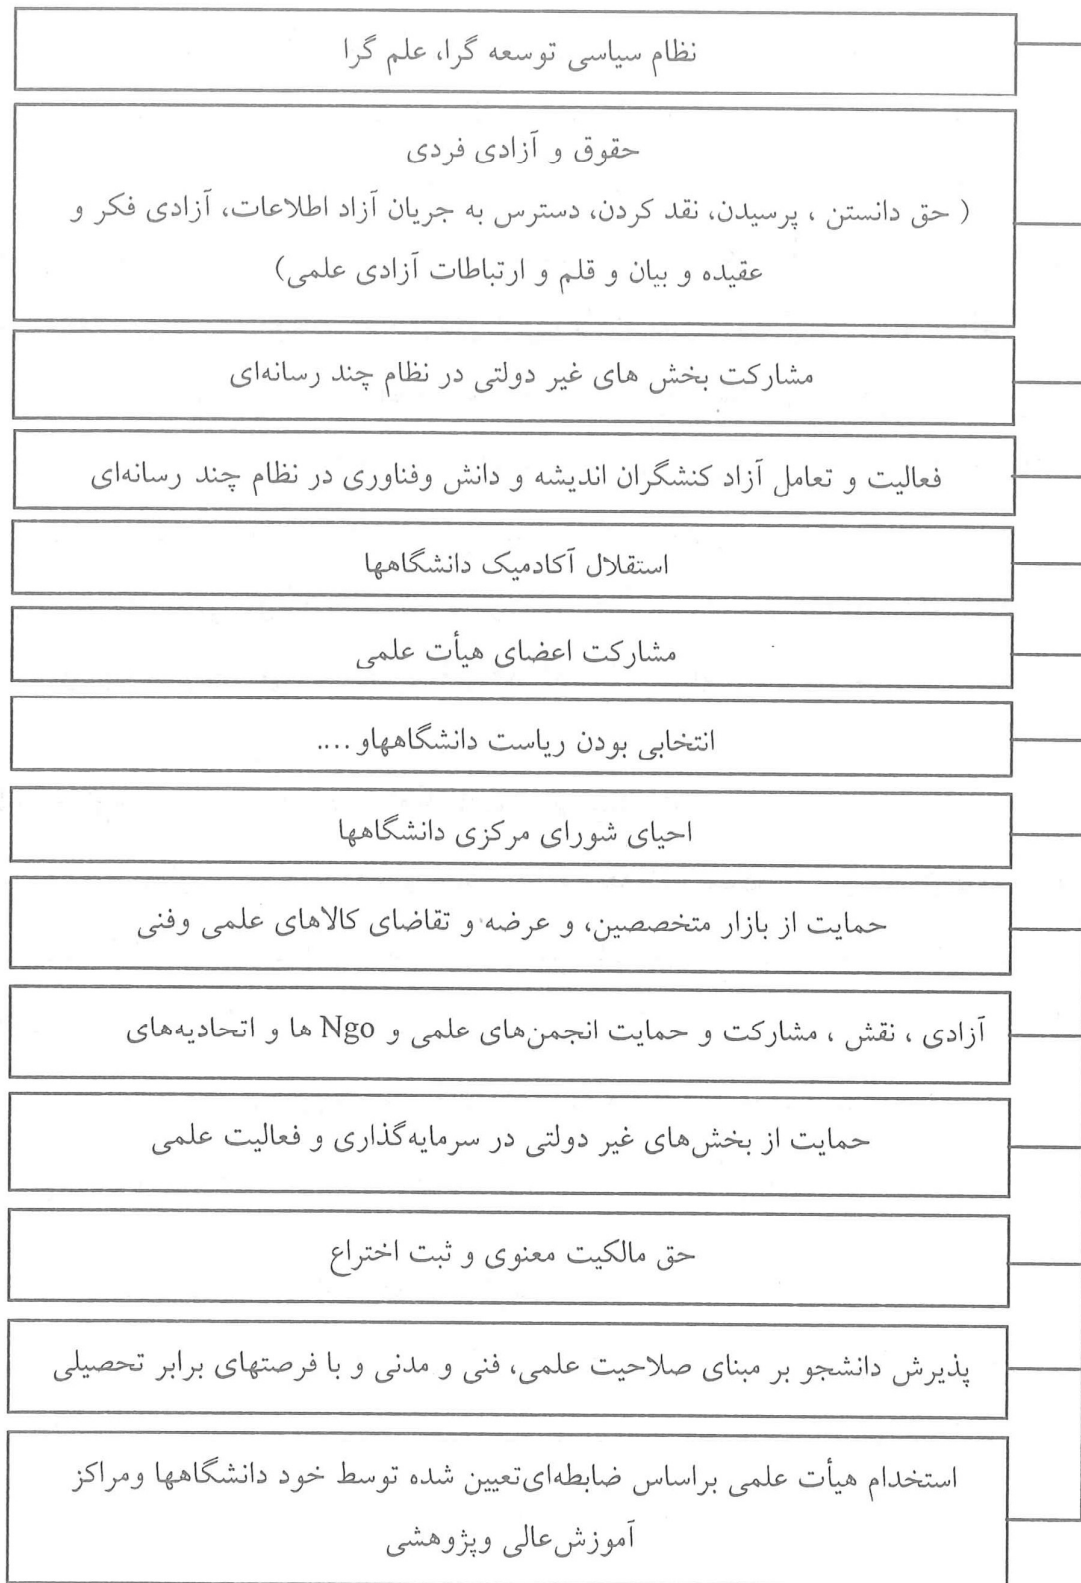 نظام سیاسی توسعه گرا، علم گرا
حقوق و آزادی فردی
( حق دانستن ، پرسیدن، نقد کردن، دسترس به جریان آزاد اطلاعات، آزادی فکر و
عقیده و بیان و قلم و ارتباطات آزادی علمی)
مشارکت بخش های غیر دولتی در نظام چند رسانه‌ای
فعالیت و تعامل آزاد کنشگران اندیشه و دانش وفناوری در نظام چند رسانه‌ای
استقلال آکادمیک دانشگاهها
مشارکت اعضای هیأت علمی
انتخابی بودن ریاست دانشگاههاو ....
احیای شورای مرکزی دانشگاهها
حمایت از بازار متخصصین، و عرضه و تقاضای کالاهای علمی وفنی
آزادی ، نقش ، مشارکت و حمایت انجمن‌های علمی و Ngo ها و اتحادیه‌های
حمایت از بخش‌های غیر دولتی در سرمایه‌گذاری و فعالیت علمی
حق مالکیت معنوی و ثبت اختراع
پذیرش دانشجو بر مبنای صلاحیت علمی، فنی و مدنی و با فرصتهای برابر تحصیلی
استخدام هیأت علمی براساس ضابطه‌ای‌تعیین شده توسط خود دانشگاهها ومراکز
آموزش‌عالی وپژوهشی